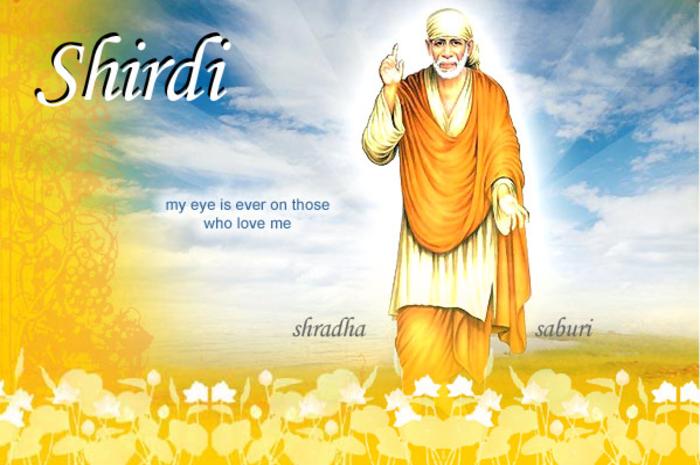 Shirdi
my eye is ever on those
who love me
shradha
saburi